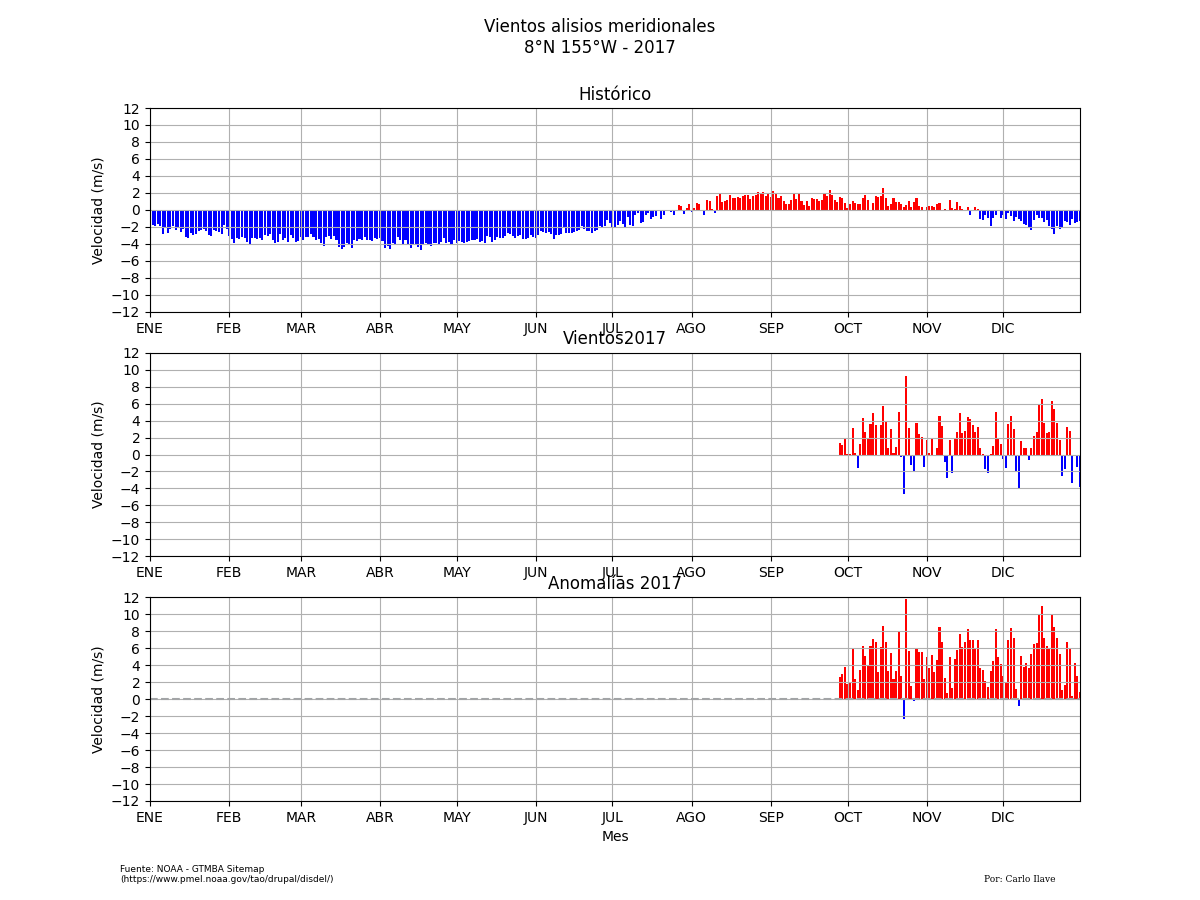 Vientos alisios meridionales
8°N 155°W - 2017
Histórico
12
10
8
6
4
2
0
−2
−4
−6
−8
−10
−12
Velocidad (m/s)
ENE FEB MAR ABR MAY JUN JUL AGO SEP OCT NOV DIC
Vientos2017
12
10
8
6
4
2
0
−2
−4
−6
−8
−10
−12
Velocidad (m/s)
ENE FEB MAR ABR MAY JUN JUL AGO SEP OCT NOV DIC
Anomalías 2017
12
10
8
6
4
2
0
−2
−4
−6
−8
−10
−12
Velocidad (m/s)
ENE FEB MAR ABR MAY JUN JUL AGO SEP OCT NOV DIC
Mes
Fuente: NOAA - GTMBA Sitemap
(https://www.pmel.noaa.gov/tao/drupal/disdel/)
Por: Carlo Ilave